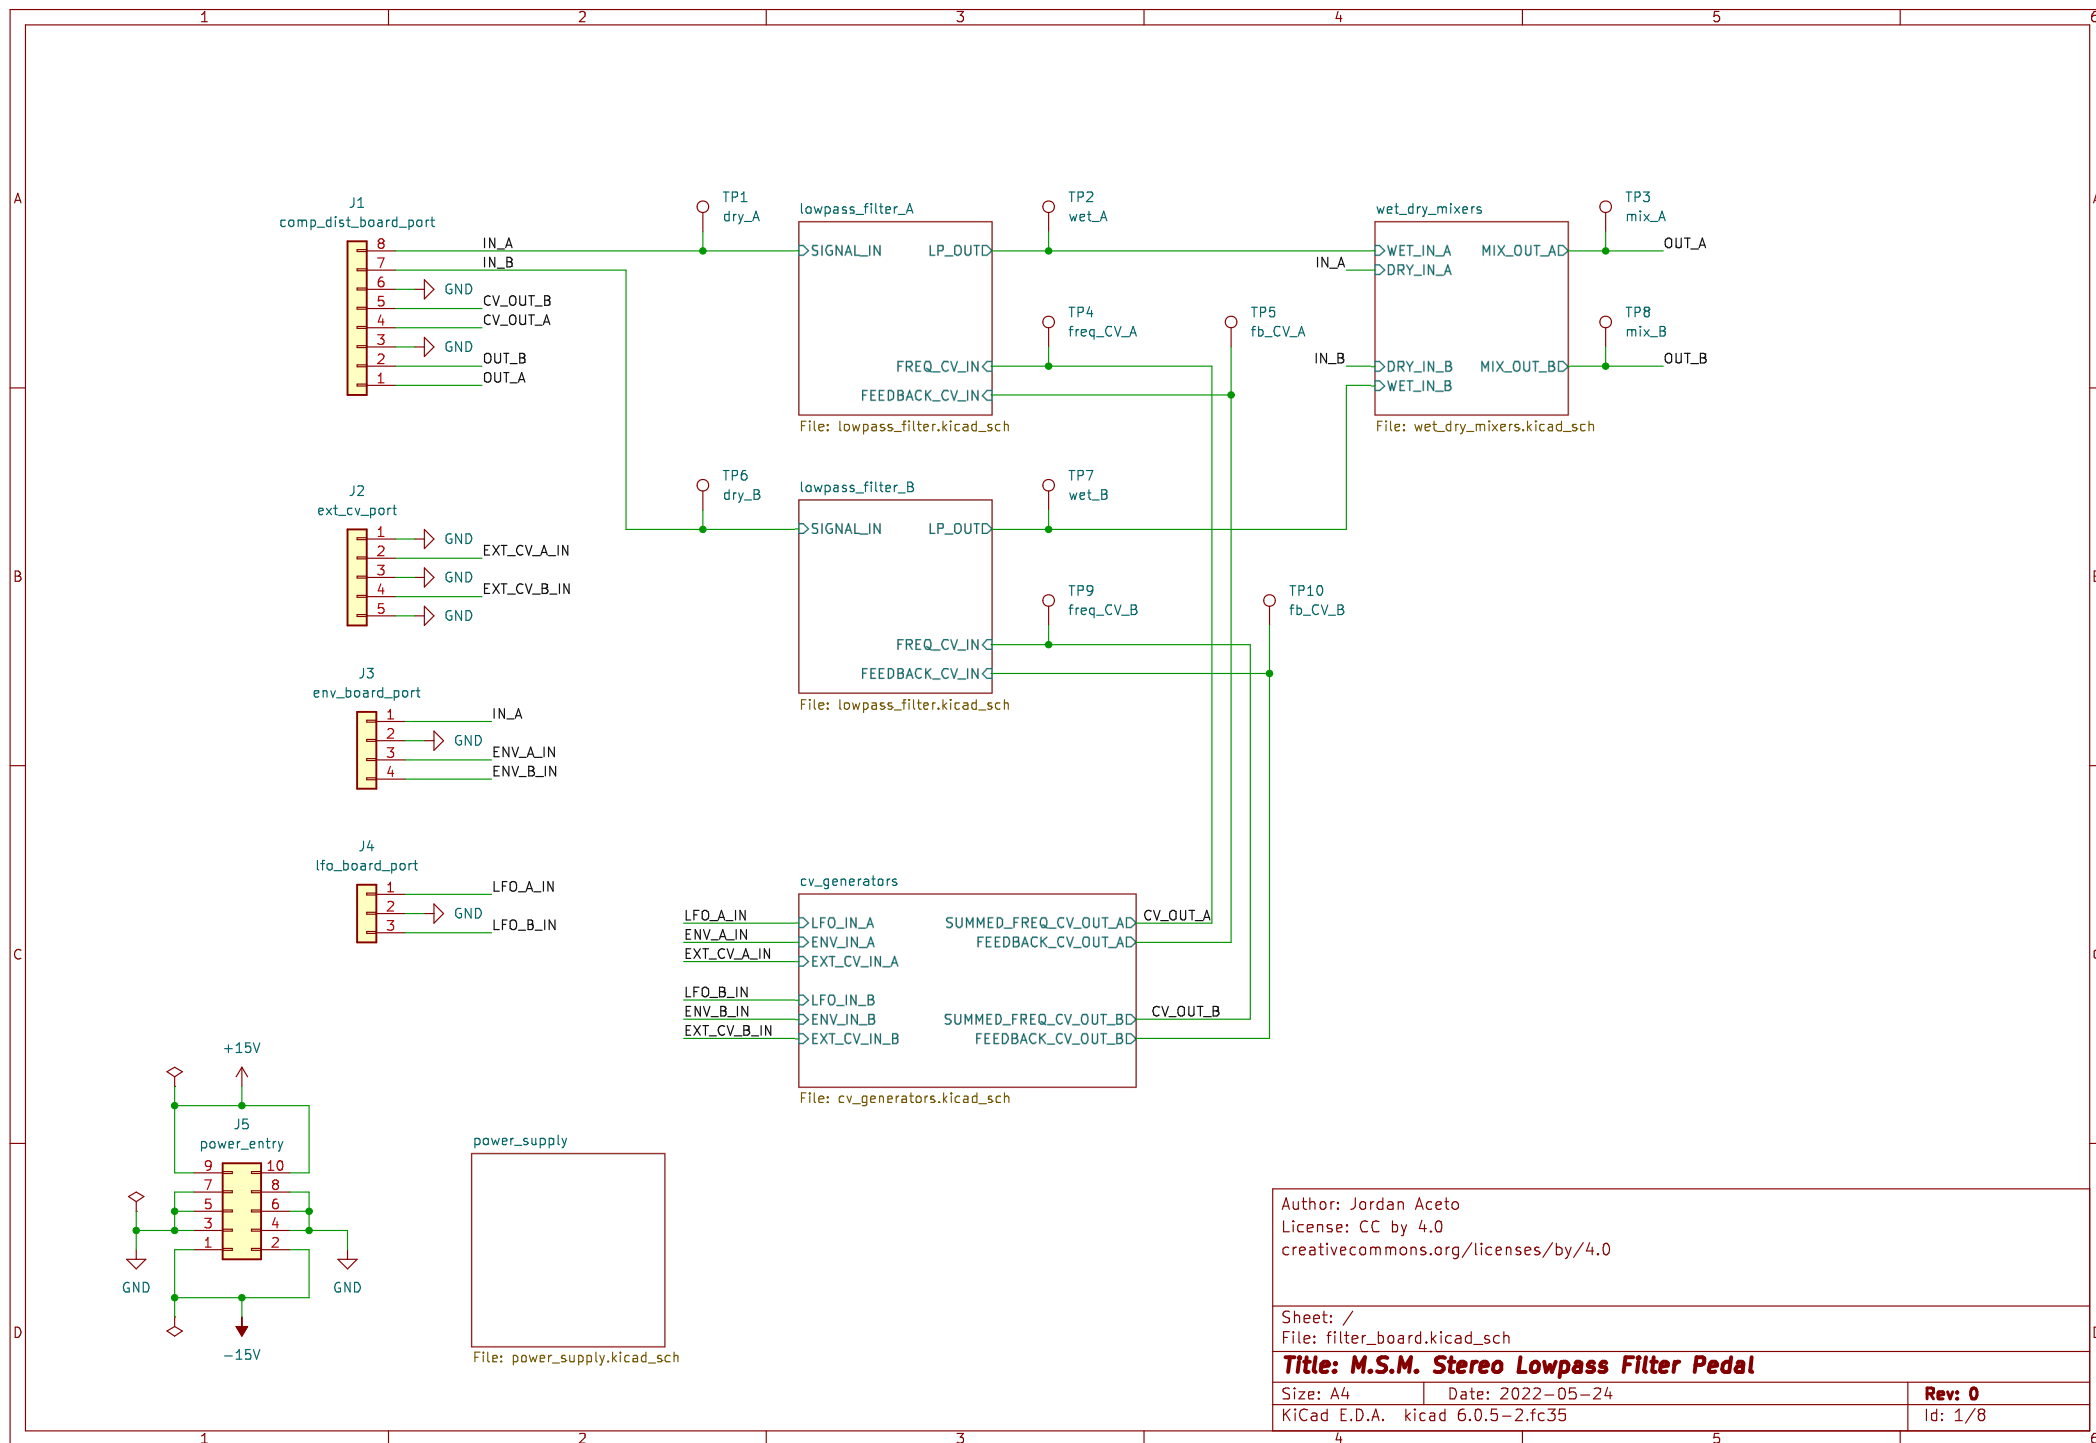 1 2 3 4 5 6
A
B
C
D
J1
comp_dist_board_port
8 IN_A
7 IN_B
6 GND
5 CV_OUT_B
4 CV_OUT_A
3 GND
2 OUT_B
1 OUT_A
J2
ext_cv_port
1 GND
2 EXT_CV_A_IN
3 GND
4 EXT_CV_B_IN
5 GND
J3
env_board_port
1 IN_A
2 GND
3 ENV_A_IN
4 ENV_B_IN
J4
lfo_board_port
1 LFO_A_IN
2 GND
3 LFO_B_IN
+15V
J5
power_entry
9 10
7 8
5 6
3 4
1 2
GND GND
-15V
power_supply
File: power_supply.kicad_sch
TP1
dry_A
lowpass_filter_A
SIGNAL_IN LP_OUT
FREQ_CV_IN
FEEDBACK_CV_IN
File: lowpass_filter.kicad_sch
TP2
wet_A
TP4
freq_CV_A
TP5
fb_CV_A
wet_dry_mixers
WET_IN_A MIX_OUT_A
IN_A DRY_IN_A
IN_B DRY_IN_B MIX_OUT_B
WET_IN_B
File: wet_dry_mixers.kicad_sch
TP3
mix_A
OUT_A
TP8
mix_B
OUT_B
TP6
dry_B
lowpass_filter_B
SIGNAL_IN LP_OUT
FREQ_CV_IN
FEEDBACK_CV_IN
File: lowpass_filter.kicad_sch
TP7
wet_B
TP9
freq_CV_B
TP10
fb_CV_B
cv_generators
LFO_A_IN LFO_IN_A SUMMED_FREQ_CV_OUT_A CV_OUT_A
ENV_A_IN ENV_IN_A FEEDBACK_CV_OUT_A
EXT_CV_A_IN EXT_CV_IN_A
LFO_B_IN LFO_IN_B
ENV_B_IN ENV_IN_B SUMMED_FREQ_CV_OUT_B CV_OUT_B
EXT_CV_B_IN EXT_CV_IN_B FEEDBACK_CV_OUT_B
File: cv_generators.kicad_sch
Author: Jordan Aceto
License: CC by 4.0
creativecommons.org/licenses/by/4.0
Sheet: /
File: filter_board.kicad_sch
Title: M.S.M. Stereo Lowpass Filter Pedal
Size: A4 Date: 2022-05-24 Rev: 0
KiCad E.D.A. kicad 6.0.5-2.fc35 Id: 1/8
1 2 3 4 5